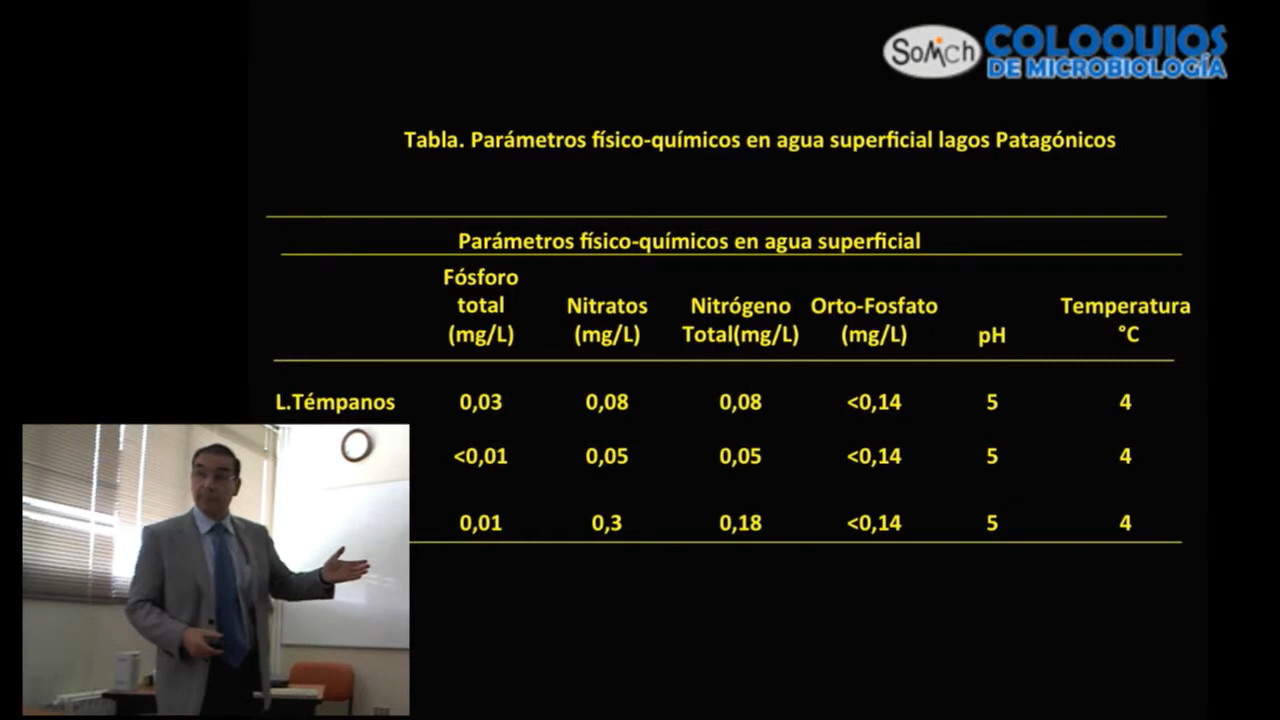 SoMich COLOQUIOS
DE MICROBIOLOGÍA
Tabla. Parámetros físico-químicos en agua superficial lagos Patagónicos
Parámetros físico-químicos en agua superficial
Fósforo total (mg/L) Nitratos (mg/L) Nitrógeno Total(mg/L) Orto-Fosfato (mg/L) pH Temperatura °C
L.Témpanos 0,03 0,08 0,08 <0,14 5 4
<0,01 0,05 0,05 <0,14 5 4
0,01 0,3 0,18 <0,14 5 4